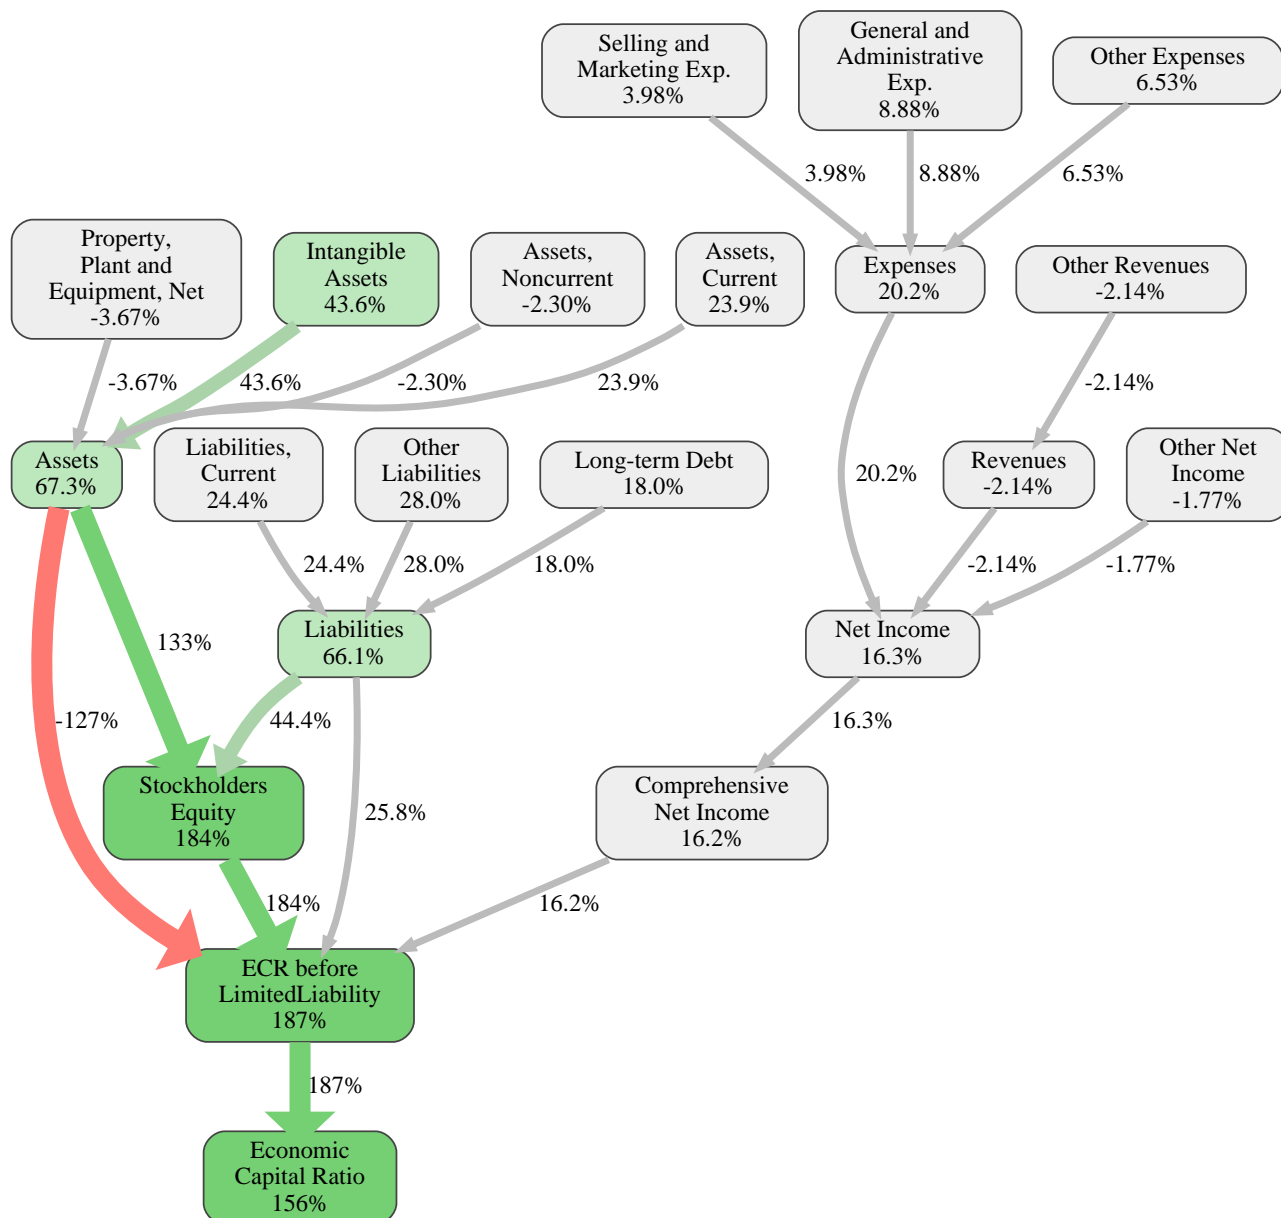 Selling and
Marketing Exp.
3.98%
General and
Administrative
Exp.
8.88%
Other Expenses
6.53%
3.98%
8.88%
6.53%
Property,
Plant and
Equipment, Net
-3.67%
Intangible
Assets
43.6%
Assets,
Noncurrent
-2.30%
Assets,
Current
23.9%
Expenses
20.2%
Other Revenues
-2.14%
-3.67%
43.6%
-2.30%
23.9%
-2.14%
Assets
67.3%
Liabilities,
Current
24.4%
Other
Liabilities
28.0%
Long-term Debt
18.0%
20.2%
Revenues
-2.14%
Other Net
Income
-1.77%
24.4%
28.0%
18.0%
-2.14%
-1.77%
133%
Liabilities
66.1%
Net Income
16.3%
-127%
44.4%
16.3%
Stockholders
Equity
184%
25.8%
Comprehensive
Net Income
16.2%
184%
16.2%
ECR before
LimitedLiability
187%
187%
Economic
Capital Ratio
156%